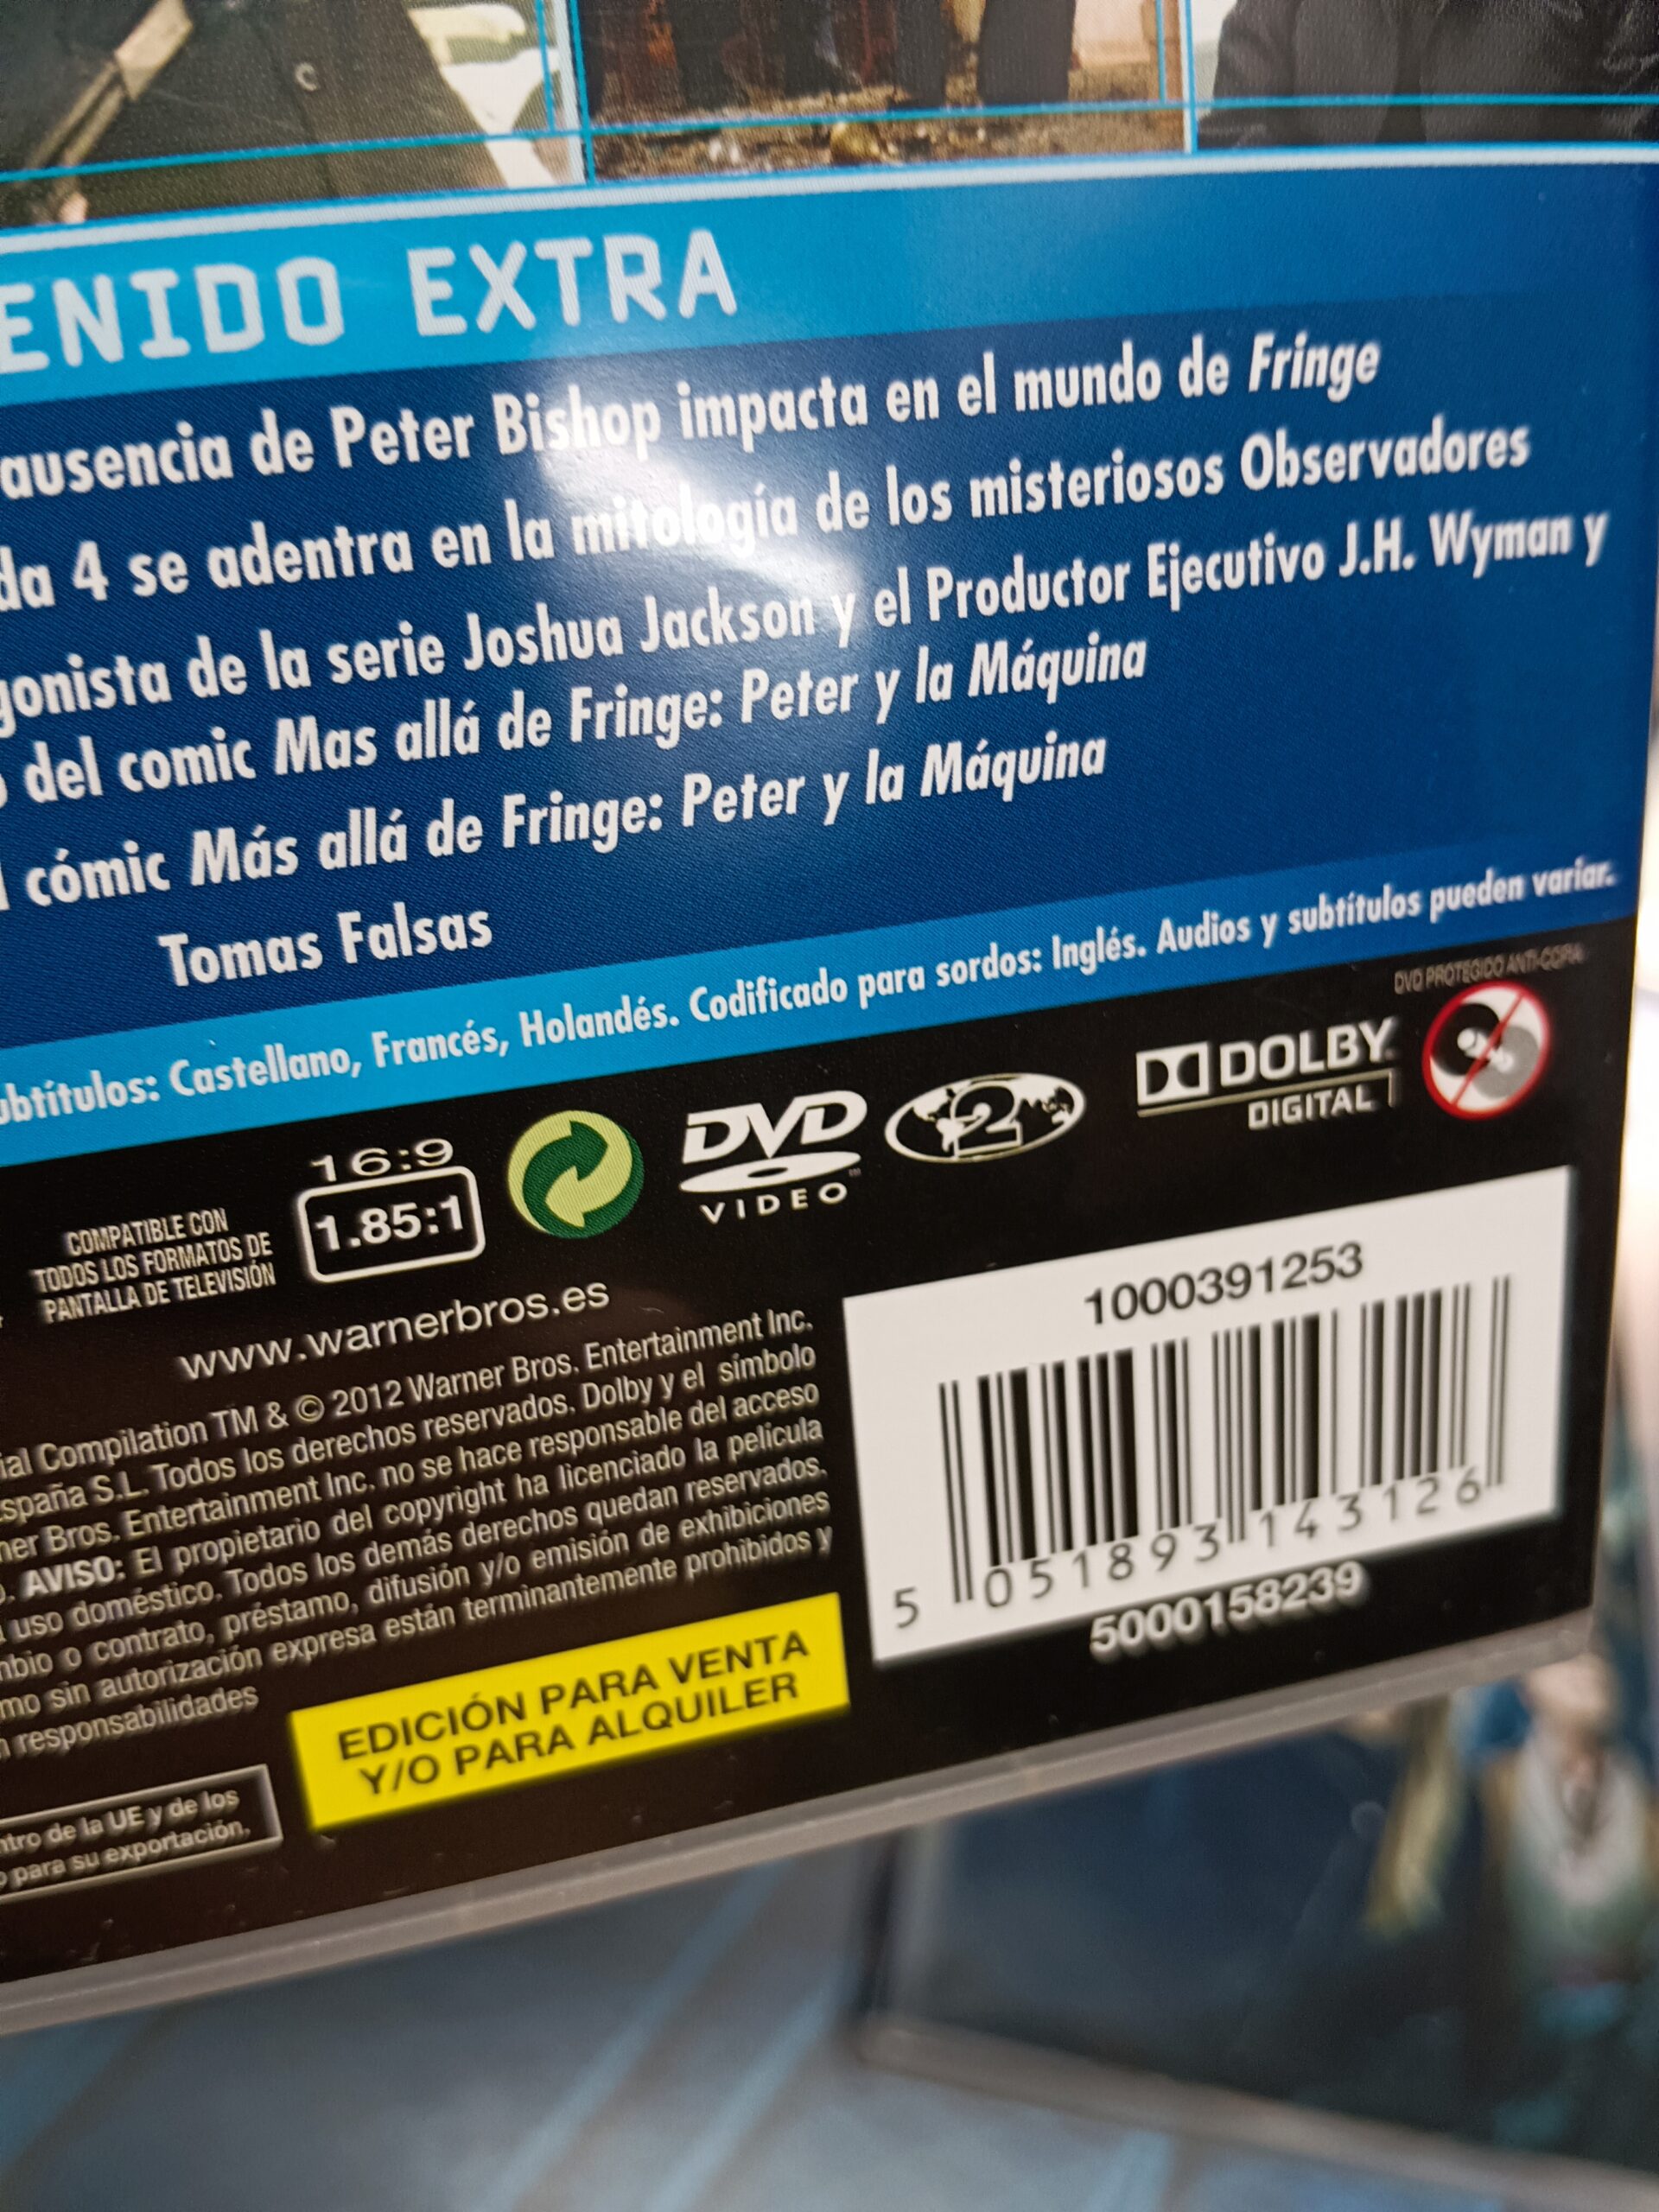 ENIDO EXTRA
ausencia de Peter Bishop impacta en el mundo de Fringe
da 4 se adentra en la mitología de los misteriosos Observadores
gonista de la serie Joshua Jackson y el Productor Ejecutivo J.H. Wyman y
del comic Mas allá de Fringe: Peter y la Máquina
cómic Más allá de Fringe: Peter y la Máquina
Tomas Falsas
ubtítulos: Castellano, Francés, Holandés. Codificado para sordos: Inglés. Audios y subtítulos pueden variar.
DVD PROTEGIDO ANTI-COPIA
COMPATIBLE CON
TODOS LOS FORMATOS DE
PANTALLA DE TELEVISIÓN
16:9
1.85:1
DVD
VIDEO
2
DOLBY
DIGITAL
www.warnerbros.es
ial Compilation TM & © 2012 Warner Bros. Entertainment Inc.
spaña S.L. Todos los derechos reservados. Dolby y el símbolo
ner Bros. Entertainment Inc. no se hace responsable del acceso
. AVISO: El propietario del copyright ha licenciado la película
uso doméstico. Todos los demás derechos quedan reservados.
mbio o contrato, préstamo, difusión y/o emisión de exhibiciones
mo sin autorización expresa están terminantemente prohibidos y
responsabilidades
1000391253
5 051893 143126
5000158239
EDICIÓN PARA VENTA
Y/O PARA ALQUILER
ntro de la UE y de los
para su exportación.